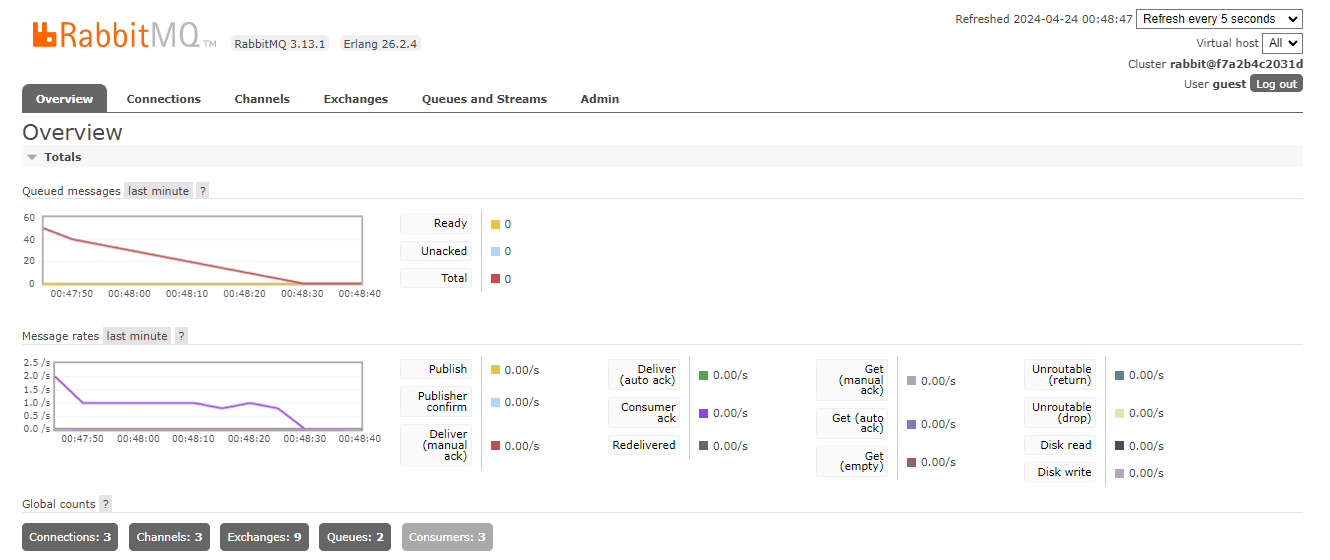 RabbitMQ TM RabbitMQ 3.13.1 Erlang 26.2.4
Refreshed 2024-04-24 00:48:47 Refresh every 5 seconds
Virtual host All
Cluster rabbit@f7a2b4c2031d
User guest Log out
Overview Connections Channels Exchanges Queues and Streams Admin
Overview
Totals
Queued messages last minute ?
60
40
20
0
00:47:50 00:48:00 00:48:10 00:48:20 00:48:30 00:48:40
Ready 0
Unacked 0
Total 0
Message rates last minute ?
2.5 /s
2.0 /s
1.5 /s
1.0 /s
0.5 /s
0.0 /s
00:47:50 00:48:00 00:48:10 00:48:20 00:48:30 00:48:40
Publish 0.00/s
Publisher
confirm 0.00/s
Deliver
(manual
ack) 0.00/s
Deliver
(auto ack) 0.00/s
Consumer
ack 0.00/s
Redelivered 0.00/s
Get
(manual
ack) 0.00/s
Get (auto
ack) 0.00/s
Get
(empty) 0.00/s
Unroutable
(return) 0.00/s
Unroutable
(drop) 0.00/s
Disk read 0.00/s
Disk write 0.00/s
Global counts ?
Connections: 3 Channels: 3 Exchanges: 9 Queues: 2 Consumers: 3